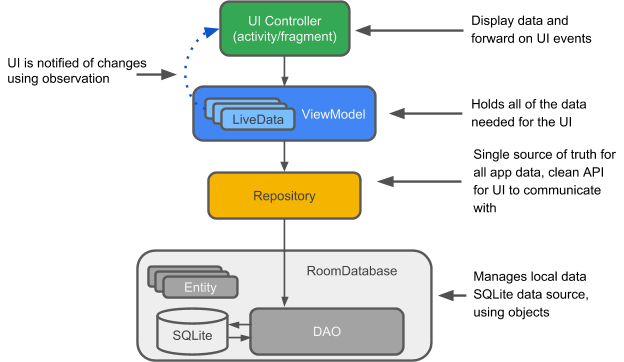 UI Controller
(activity/fragment)
Display data and
forward on UI events
UI is notified of changes
using observation
LiveData
ViewModel
Holds all of the data
needed for the UI
Single source of truth for
all app data, clean API
for UI to communicate
with
Repository
RoomDatabase
Entity
SQLite
DAO
Manages local data
SQLite data source,
using objects